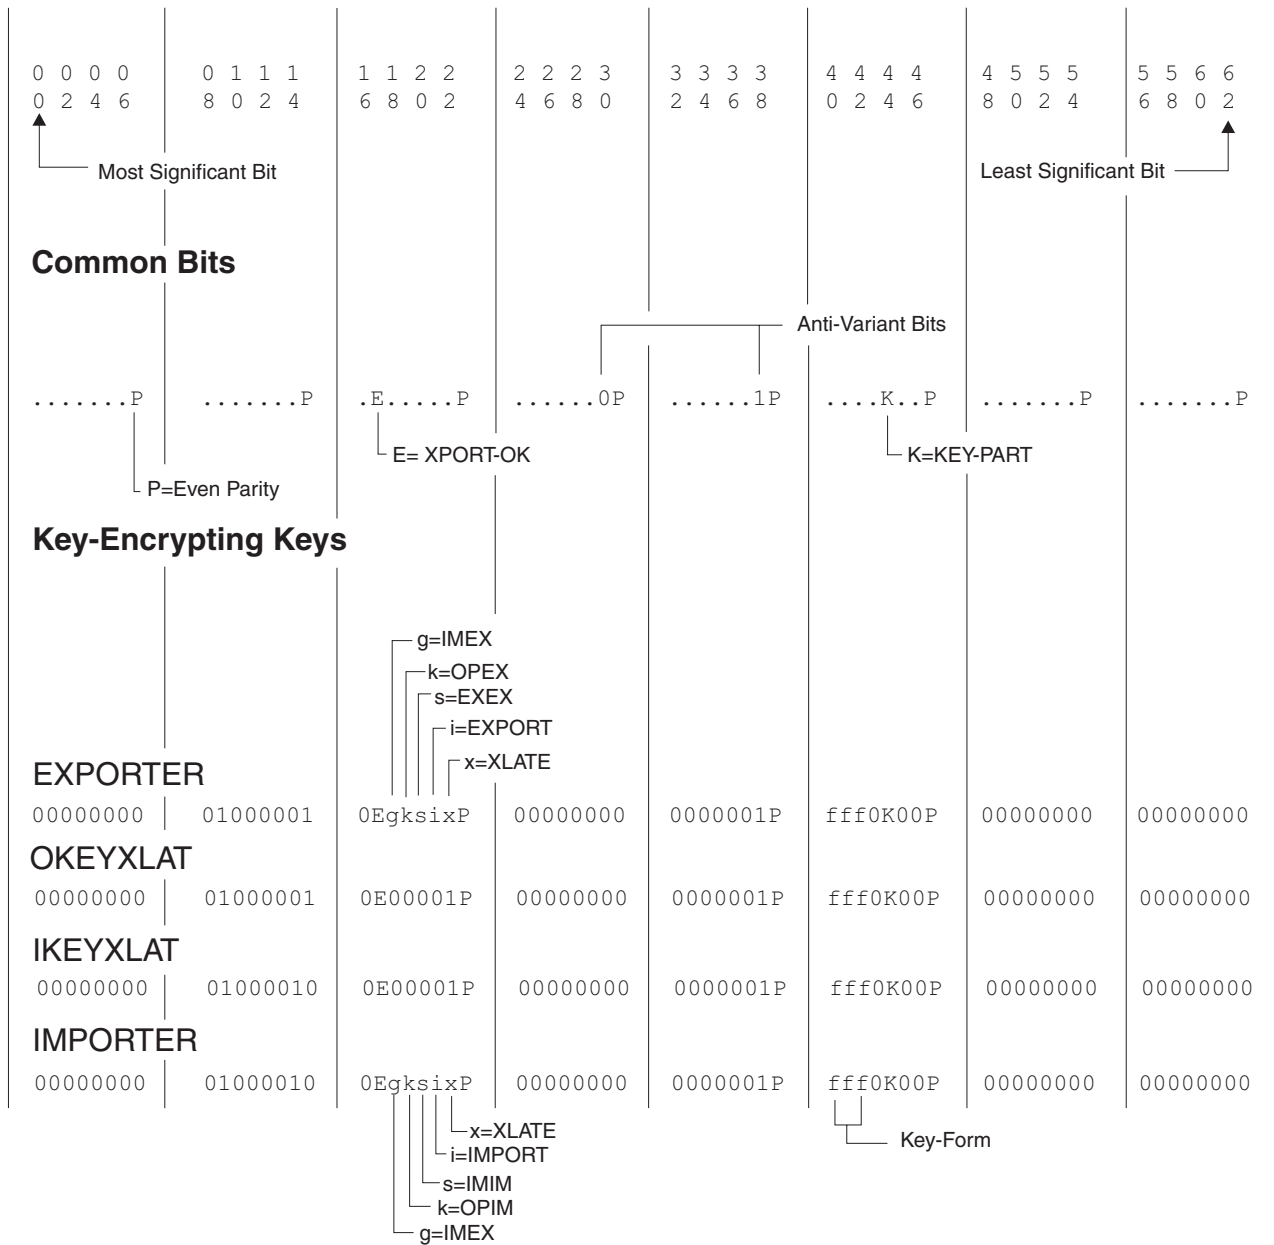 0 0 0 0 0 1 1 1 1 1 2 2 2 2 2 3 3 3 3 3 4 4 4 4 4 5 5 5 5 5 6 6
0 2 4 6 8 0 2 4 6 8 0 2 4 6 8 0 2 4 6 8 0 2 4 6 8 0 2 4 6 8 0 2
Most Significant Bit Least Significant Bit
Common Bits
Anti-Variant Bits
.......P .......P .E.....P ......0P ......1P ....K..P .......P .......P
E= XPORT-OK K=KEY-PART
P=Even Parity
Key-Encrypting Keys
g=IMEX
k=OPEX
s=EXEX
i=EXPORT
x=XLATE
EXPORTER
00000000 01000001 0EgksixP 00000000 0000001P fff0K00P 00000000 00000000
OKEYXLAT
00000000 01000001 0E00001P 00000000 0000001P fff0K00P 00000000 00000000
IKEYXLAT
00000000 01000010 0E00001P 00000000 0000001P fff0K00P 00000000 00000000
IMPORTER
00000000 01000010 0EgksixP 00000000 0000001P fff0K00P 00000000 00000000
x=XLATE Key-Form
i=IMPORT
s=IMIM
k=OPIM
g=IMEX